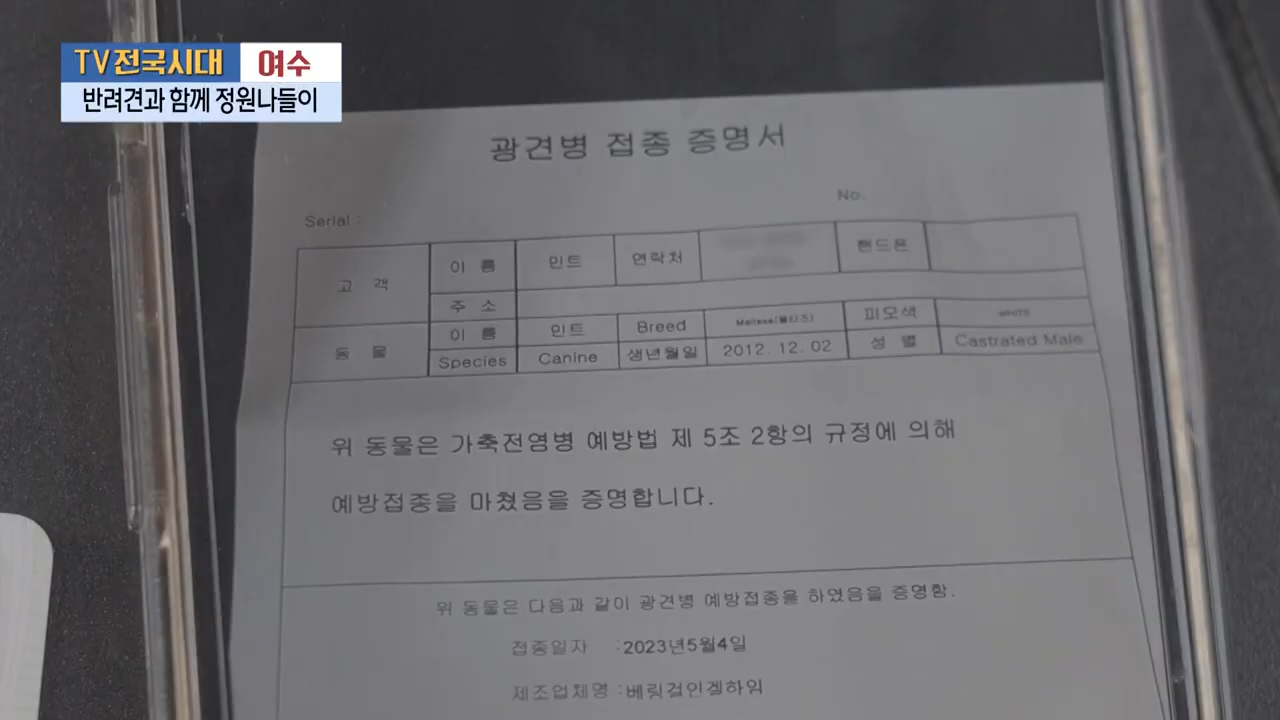 TV전국시대 여수
반려견과 함께 정원나들이
광견병 접종 증명서
Serial :
No.
고 객
이 름 민트 연락처 핸드폰
주 소
동 물
이 름 민트 Breed Maltese(몰티즈) 피모색 WHITE
Species Canine 생년월일 2012. 12. 02 성 별 Castrated Male
위 동물은 가축전염병 예방법 제 5조 2항의 규정에 의해
예방접종을 마쳤음을 증명합니다.
위 동물은 다음과 같이 광견병 예방접종을 하였음을 증명함.
접종일자 :2023년5월4일
제조업체명 :베링거인겔하임